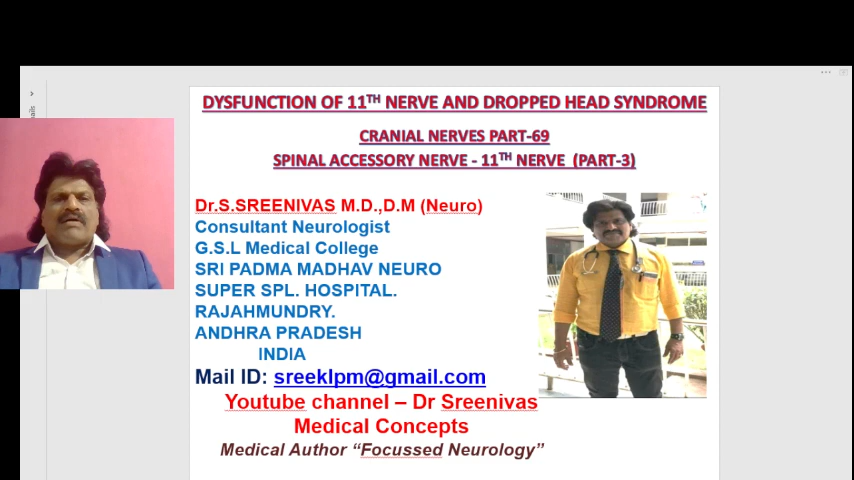 DYSFUNCTION OF 11TH NERVE AND DROPPED HEAD SYNDROME
CRANIAL NERVES PART-69
SPINAL ACCESSORY NERVE - 11TH NERVE (PART-3)
Dr.S.SREENIVAS M.D.,D.M (Neuro)
Consultant Neurologist
G.S.L Medical College
SRI PADMA MADHAV NEURO
SUPER SPL. HOSPITAL.
RAJAHMUNDRY.
ANDHRA PRADESH
INDIA
Mail ID: sreeklpm@gmail.com
Youtube channel – Dr Sreenivas
Medical Concepts
Medical Author “Focussed Neurology”